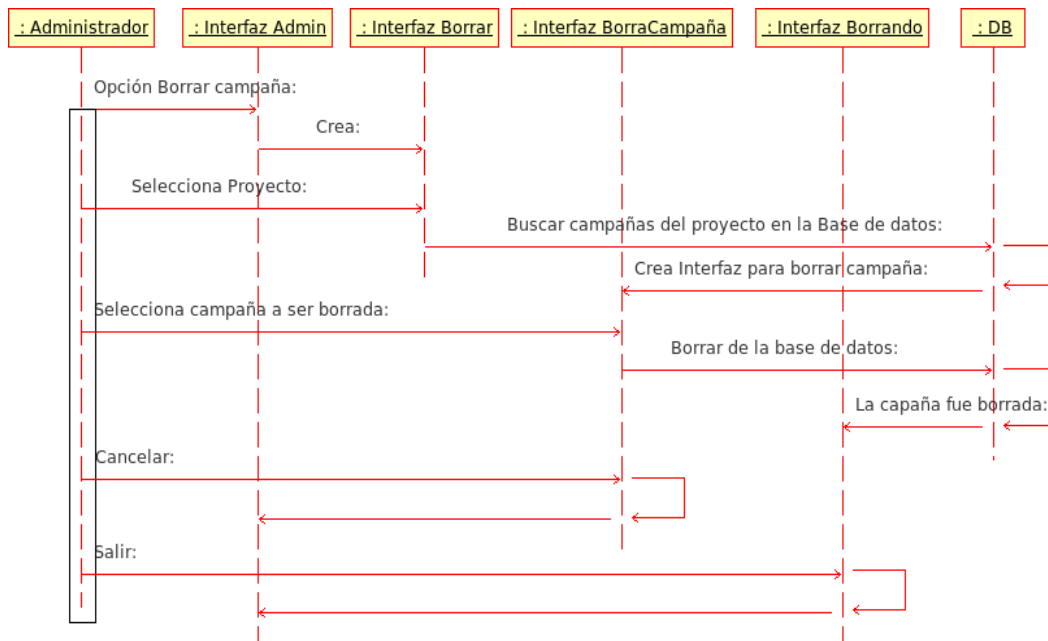 : Administrador
: Interfaz Admin
: Interfaz Borrar
: Interfaz BorraCampaña
: Interfaz Borrando
: DB
Opción Borrar campaña:
Crea:
Selecciona Proyecto:
Buscar campañas del proyecto en la Base de datos:
Crea Interfaz para borrar campaña:
Selecciona campaña a ser borrada:
Borrar de la base de datos:
La capaña fue borrada:
Cancelar:
Salir: